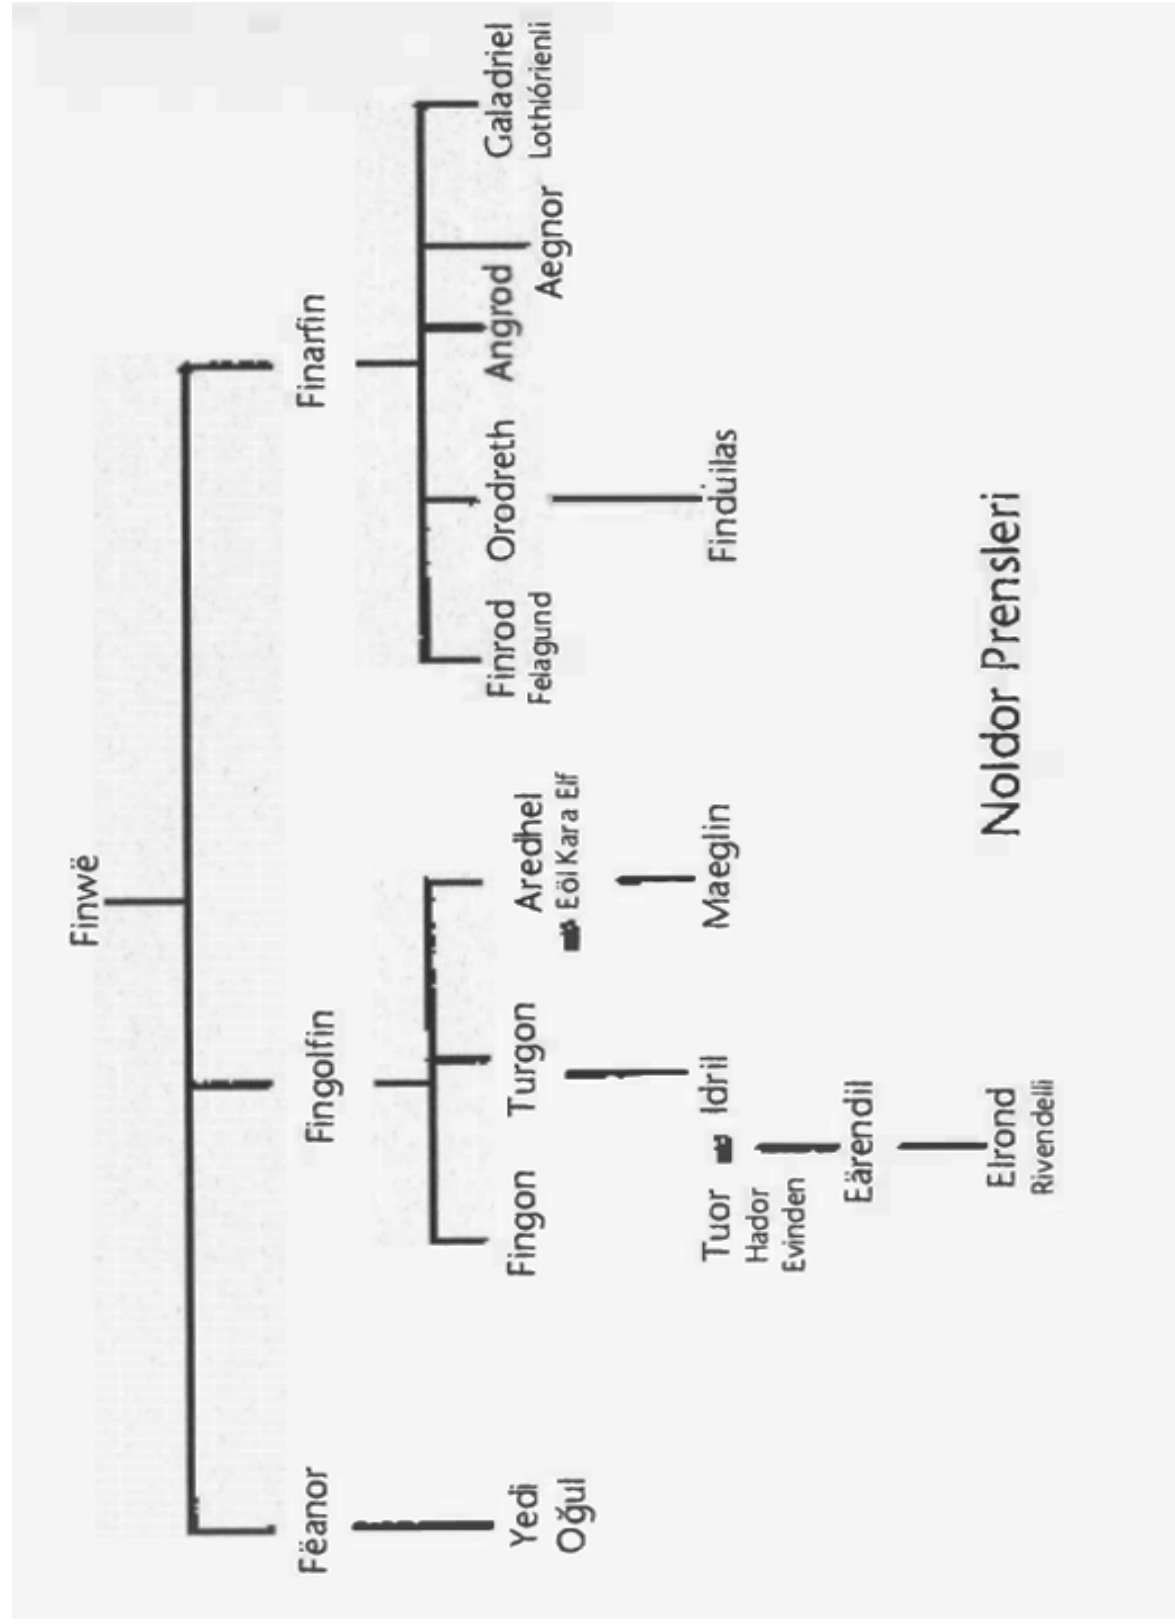 Finwë
Fëanor
Fingolfin
Finarfin
Yedi
Oğul
Fingon
Turgon
Aredhel
= Eöl Kara Elf
Finrod
Felagund
Orodreth
Angrod
Aegnor
Galadriel
Lothlórienli
Tuor = Idril
Hador
Evinden
Maeglin
Finduilas
Eärendil
Elrond
Rivendelli
Noldor Prensleri